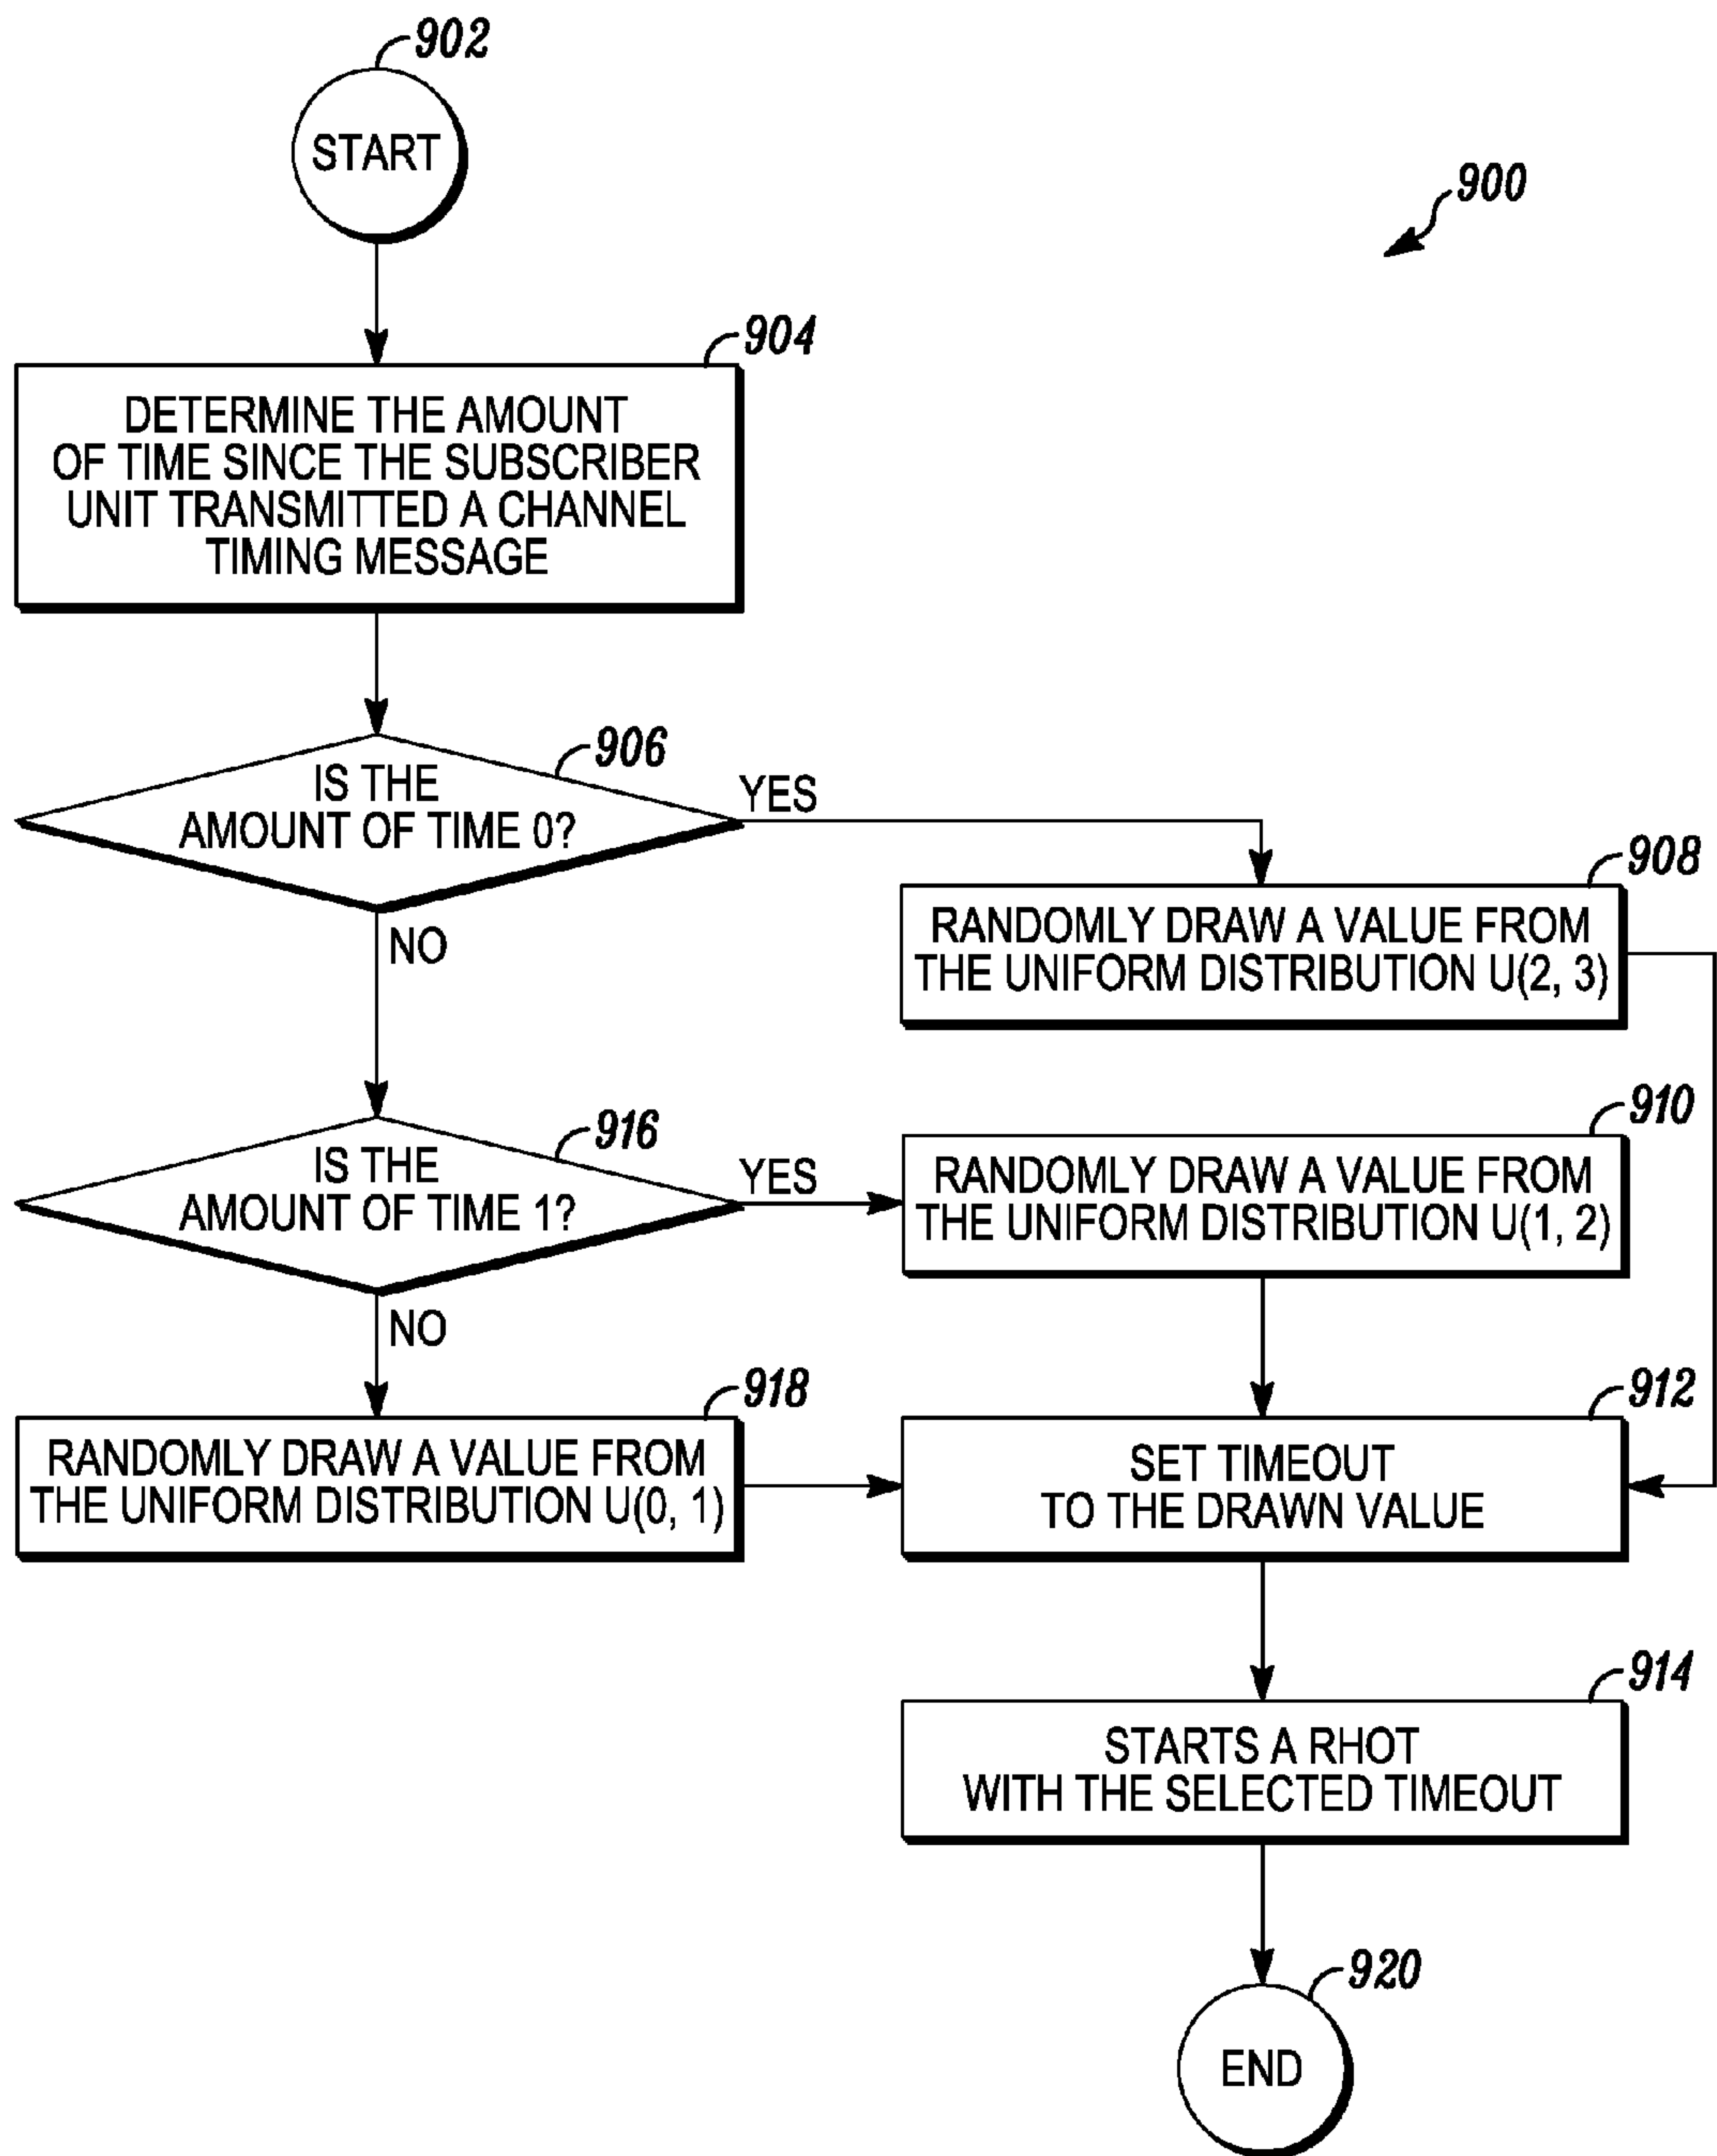 902
START
900
904
DETERMINE THE AMOUNT
OF TIME SINCE THE SUBSCRIBER
UNIT TRANSMITTED A CHANNEL
TIMING MESSAGE
906
IS THE
AMOUNT OF TIME 0?
YES
NO
908
RANDOMLY DRAW A VALUE FROM
THE UNIFORM DISTRIBUTION U(2, 3)
916
IS THE
AMOUNT OF TIME 1?
YES
NO
910
RANDOMLY DRAW A VALUE FROM
THE UNIFORM DISTRIBUTION U(1, 2)
918
RANDOMLY DRAW A VALUE FROM
THE UNIFORM DISTRIBUTION U(0, 1)
912
SET TIMEOUT
TO THE DRAWN VALUE
914
STARTS A RHOT
WITH THE SELECTED TIMEOUT
920
END